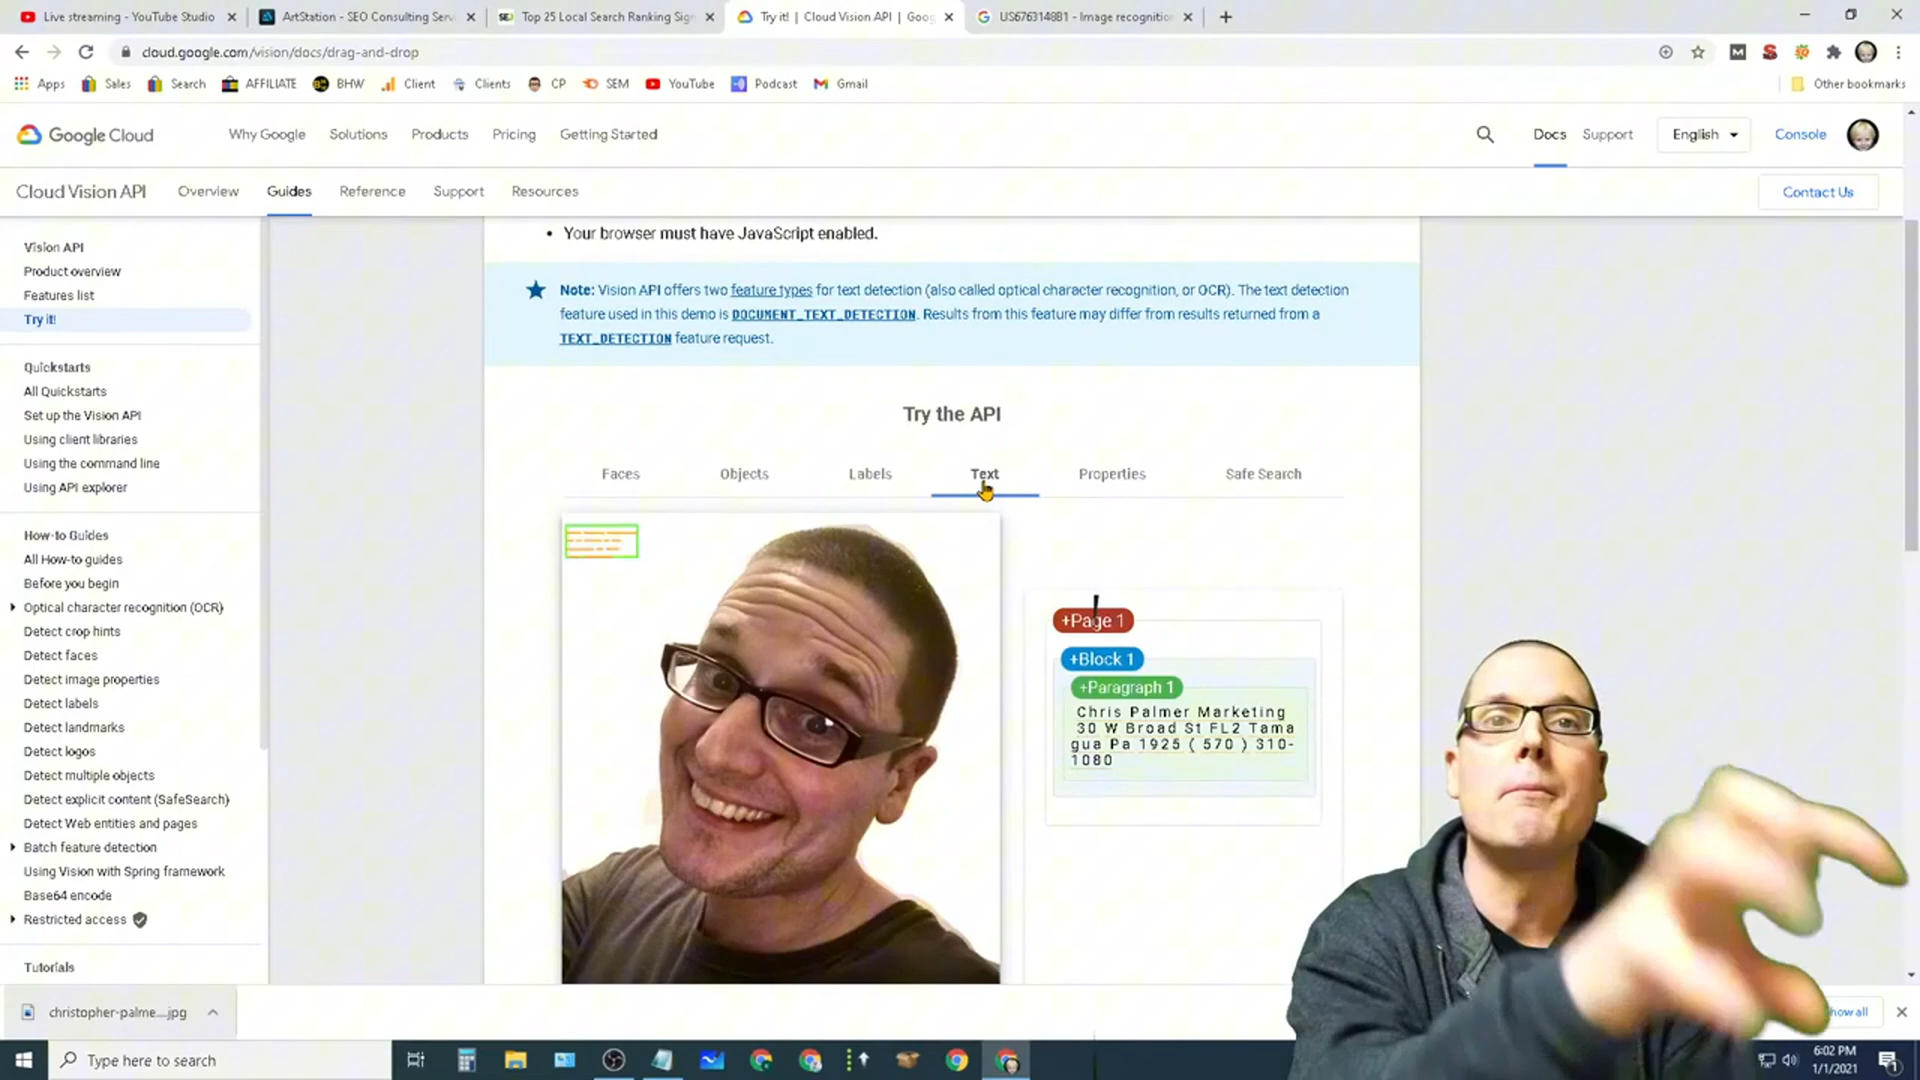 Live streaming - YouTube Studio
ArtStation - SEO Consulting Serv
Top 25 Local Search Ranking Sig
Try it! | Cloud Vision API | Goo
US6763148B1 - Image recognition
cloud.google.com/vision/docs/drag-and-drop
Apps Sales Search AFFILIATE BHW Client Clients CP SEM YouTube Podcast Gmail Other bookmarks
Google Cloud Why Google Solutions Products Pricing Getting Started Docs Support English Console
Cloud Vision API Overview Guides Reference Support Resources Contact Us
Vision API
Product overview
Features list
Try it!
Quickstarts
All Quickstarts
Set up the Vision API
Using client libraries
Using the command line
Using API explorer
How-to Guides
All How-to guides
Before you begin
Optical character recognition (OCR)
Detect crop hints
Detect faces
Detect image properties
Detect labels
Detect landmarks
Detect logos
Detect multiple objects
Detect explicit content (SafeSearch)
Detect Web entities and pages
Batch feature detection
Using Vision with Spring framework
Base64 encode
Restricted access
Tutorials
• Your browser must have JavaScript enabled.
Note: Vision API offers two feature types for text detection (also called optical character recognition, or OCR). The text detection
feature used in this demo is DOCUMENT_TEXT_DETECTION. Results from this feature may differ from results returned from a
TEXT_DETECTION feature request.
Try the API
Faces Objects Labels Text Properties Safe Search
+Page 1
+Block 1
+Paragraph 1
Chris Palmer Marketing
30 W Broad St FL2 Tama
gua Pa 1925 ( 570 ) 310-
1080
christopher-palme....jpg
Type here to search
6:02 PM
1/1/2021